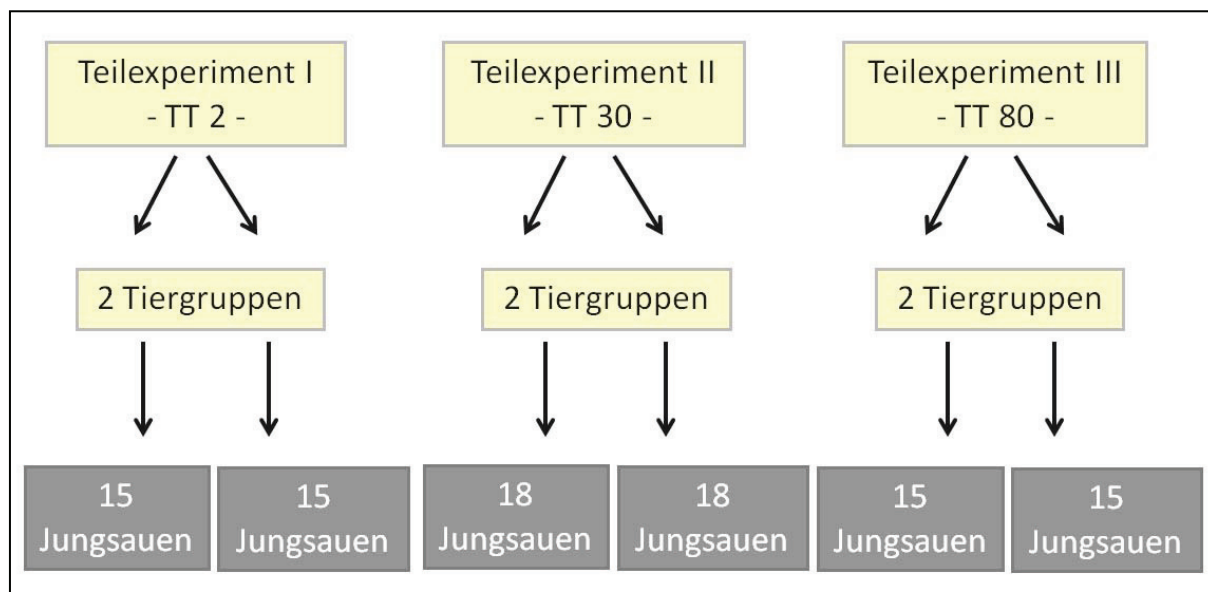 Teilexperiment I
- TT 2 -
Teilexperiment II
- TT 30 -
Teilexperiment III
- TT 80 -
2 Tiergruppen
2 Tiergruppen
2 Tiergruppen
15
Jungsauen
15
Jungsauen
18
Jungsauen
18
Jungsauen
15
Jungsauen
15
Jungsauen